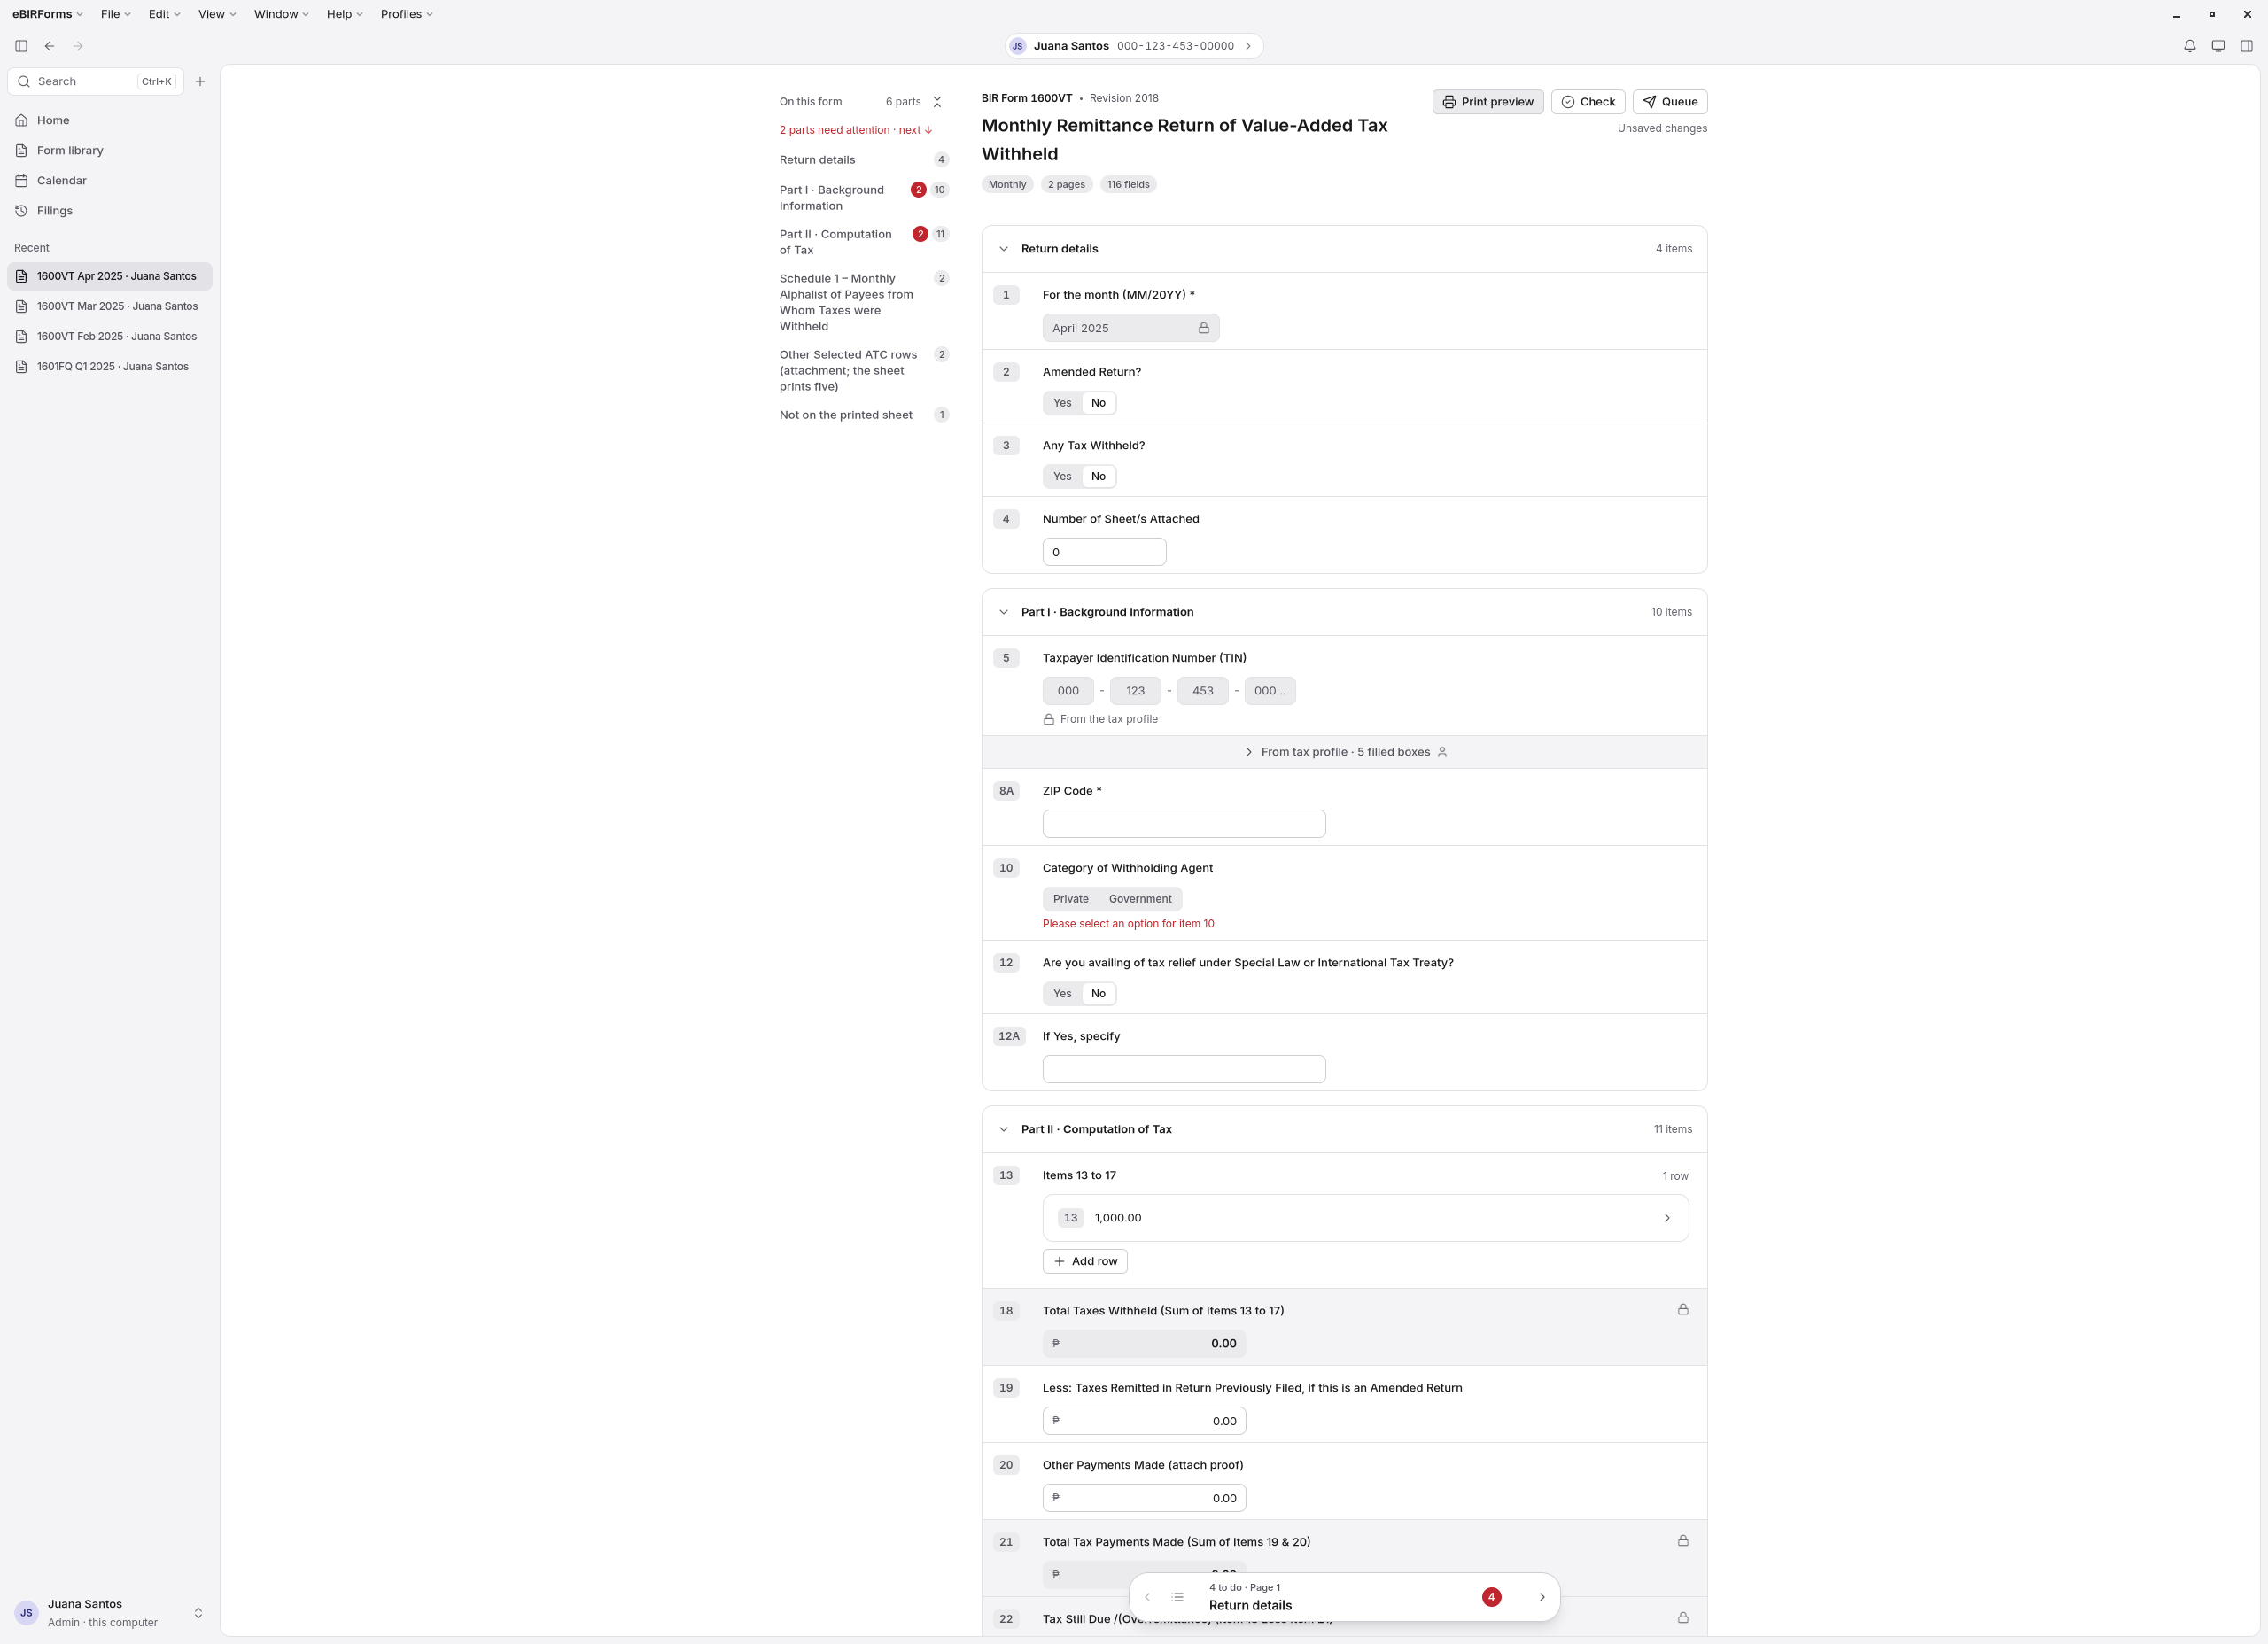 eBIRForms File Edit View Window Help Profiles
JS Juana Santos 000-123-453-00000
Search Ctrl+K
Home
Form library
Calendar
Filings
Recent
1600VT Apr 2025 · Juana Santos
1600VT Mar 2025 · Juana Santos
1600VT Feb 2025 · Juana Santos
1601FQ Q1 2025 · Juana Santos
JS Juana Santos
Admin · this computer
On this form 6 parts
2 parts need attention · next ↓
Return details 4
Part I · Background 2 10
Information
Part II · Computation 2 11
of Tax
Schedule 1 – Monthly 2
Alphalist of Payees from
Whom Taxes were
Withheld
Other Selected ATC rows 2
(attachment; the sheet
prints five)
Not on the printed sheet 1
BIR Form 1600VT • Revision 2018
Print preview Check Queue
Monthly Remittance Return of Value-Added Tax
Withheld
Unsaved changes
Monthly 2 pages 116 fields
Return details 4 items
1 For the month (MM/20YY) *
April 2025
2 Amended Return?
Yes No
3 Any Tax Withheld?
Yes No
4 Number of Sheet/s Attached
0
Part I · Background Information 10 items
5 Taxpayer Identification Number (TIN)
000 - 123 - 453 - 000...
From the tax profile
From tax profile · 5 filled boxes
8A ZIP Code *
10 Category of Withholding Agent
Private Government
Please select an option for item 10
12 Are you availing of tax relief under Special Law or International Tax Treaty?
Yes No
12A If Yes, specify
Part II · Computation of Tax 11 items
13 Items 13 to 17 1 row
13 1,000.00
Add row
18 Total Taxes Withheld (Sum of Items 13 to 17)
₱ 0.00
19 Less: Taxes Remitted in Return Previously Filed, if this is an Amended Return
₱ 0.00
20 Other Payments Made (attach proof)
₱ 0.00
21 Total Tax Payments Made (Sum of Items 19 & 20)
₱
4 to do · Page 1
Return details 4
22 Tax Still Due